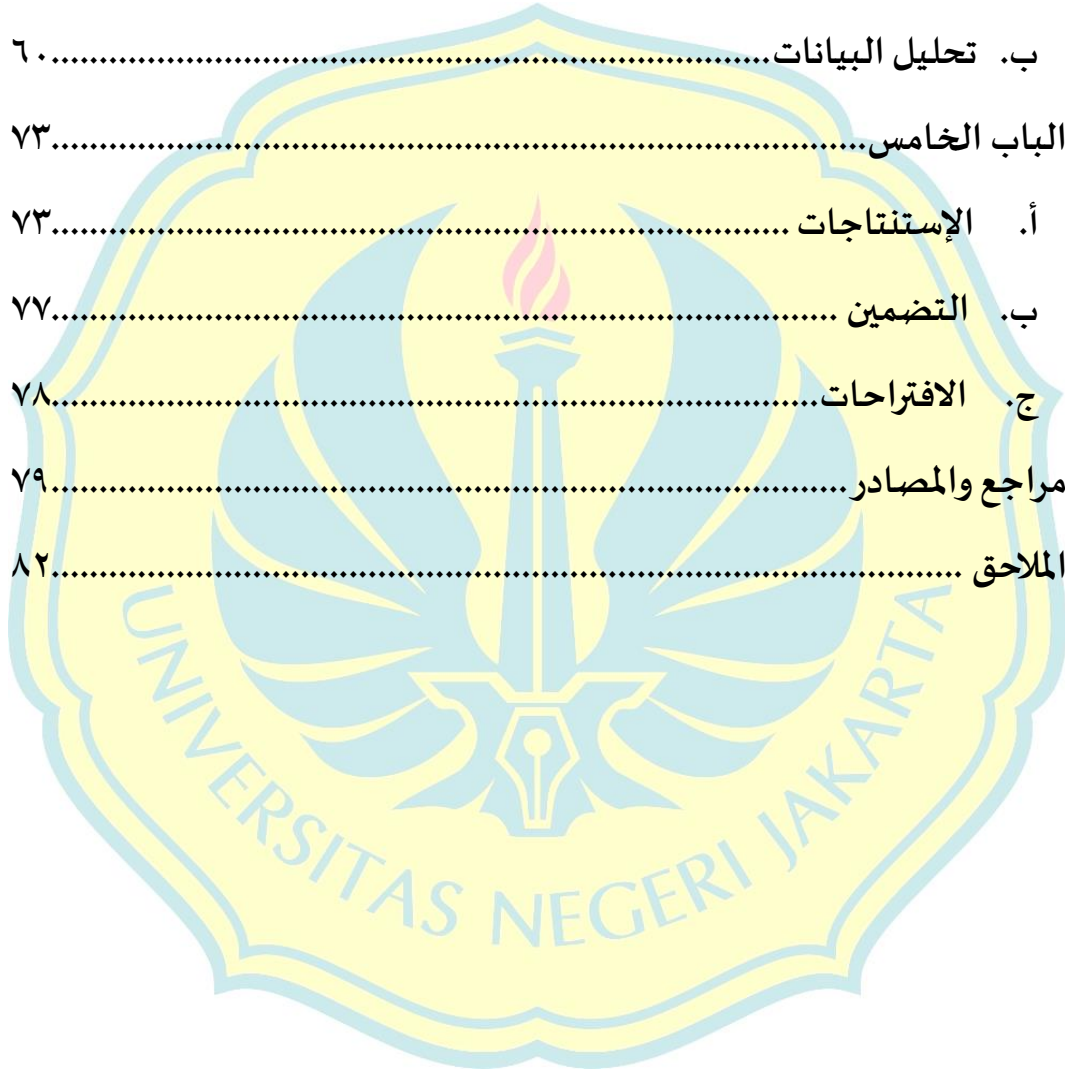 ب. تحليل البيانات................................................................٦٠
الباب الخامس................................................................٧٣
أ. الإستنتاجات ................................................................٧٣
ب. التضمين ................................................................٧٧
ج. الافتراحات................................................................٧٨
مراجع والمصادر................................................................٧٩
الملاحق ................................................................٨٢
UNIVERSITAS NEGERI JAKARTA